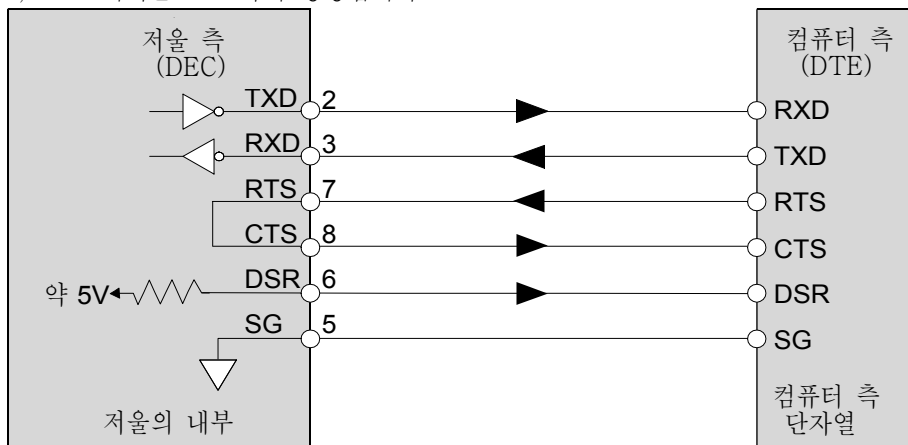 저울 측
(DEC)
컴퓨터 측
(DTE)
TXD 2 RXD
RXD 3 TXD
RTS 7 RTS
CTS 8 CTS
약 5V DSR 6 DSR
SG 5 SG
저울의 내부
컴퓨터 측
단자열